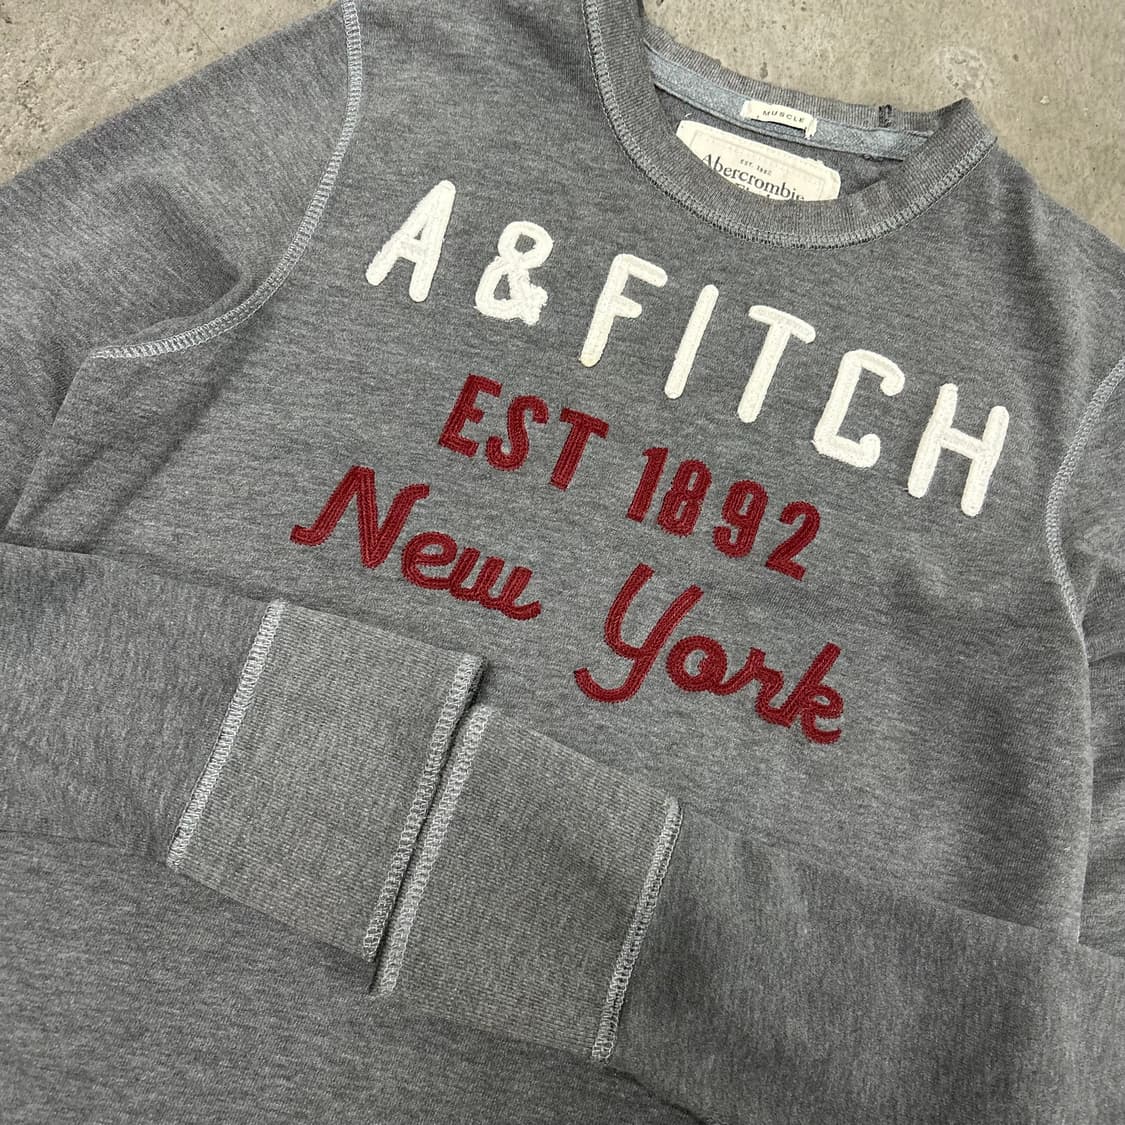 MUSCLE
EST. 1892
Abercrombie
A & FITCH
EST 1892
New York